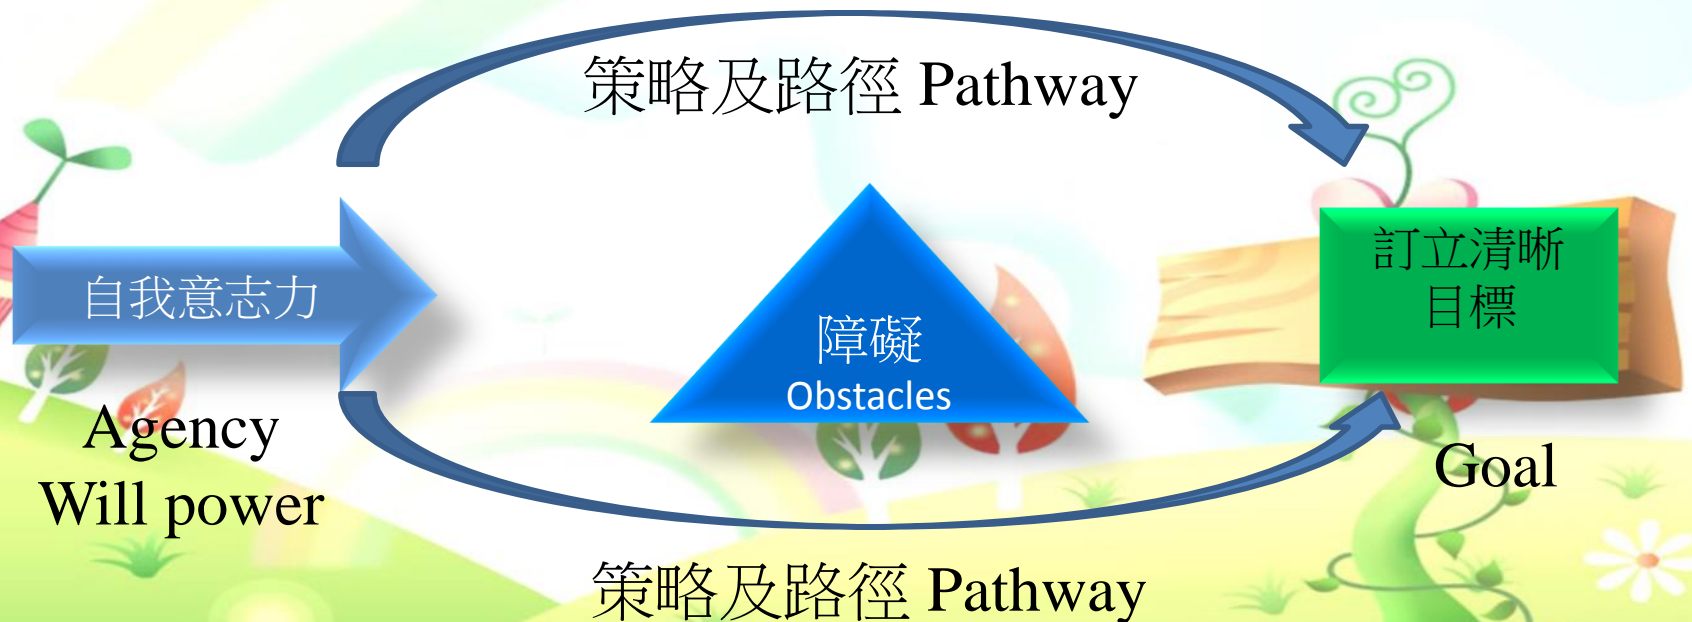 策略及路徑 Pathway
自我意志力
Agency
Will power
障礙
Obstacles
訂立清晰
目標
Goal
策略及路徑 Pathway